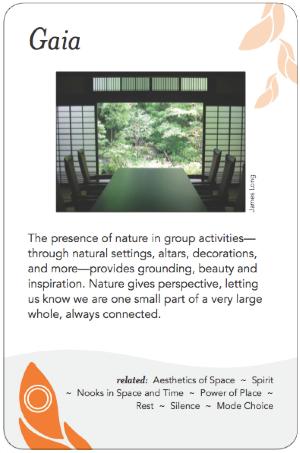 Gaia
James Long
The presence of nature in group activities—
through natural settings, altars, decorations,
and more—provides grounding, beauty and
inspiration. Nature gives perspective, letting
us know we are one small part of a very large
whole, always connected.
related: Aesthetics of Space ~ Spirit
~ Nooks in Space and Time ~ Power of Place ~
Rest ~ Silence ~ Mode Choice